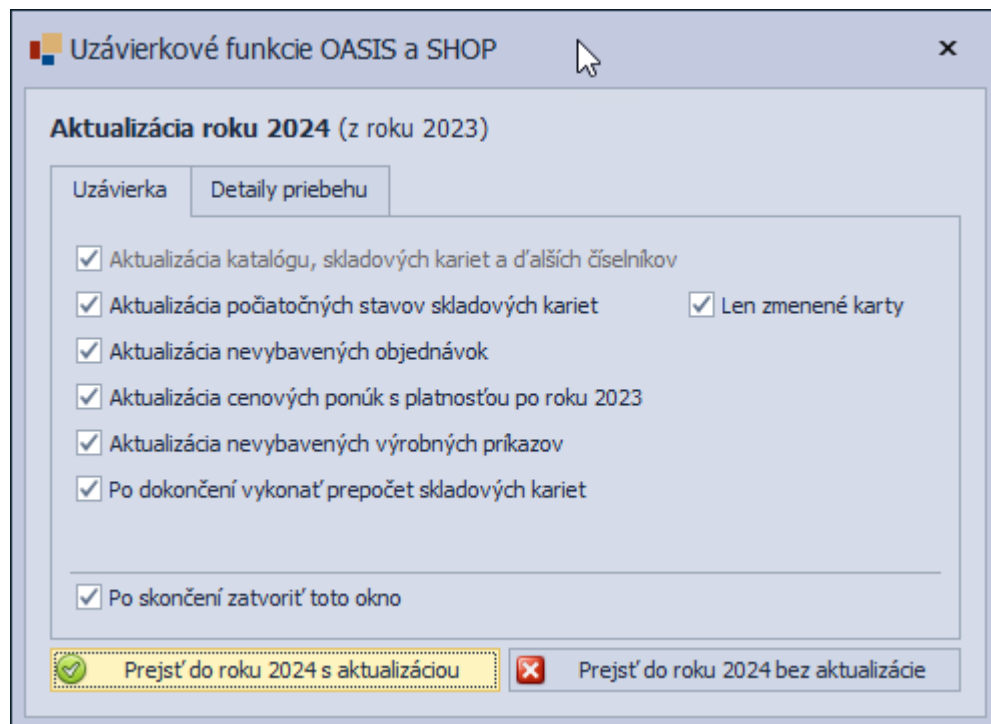 Uzávierkové funkcie OASIS a SHOP
Aktualizácia roku 2024 (z roku 2023)
Uzávierka Detaily priebehu
Aktualizácia katalógu, skladových kariet a ďalších číselníkov
Aktualizácia počiatočných stavov skladových kariet Len zmenené karty
Aktualizácia nevybavených objednávok
Aktualizácia cenových ponúk s platnosťou po roku 2023
Aktualizácia nevybavených výrobných príkazov
Po dokončení vykonať prepočet skladových kariet
Po skončení zatvoriť toto okno
Prejsť do roku 2024 s aktualizáciou Prejsť do roku 2024 bez aktualizácie